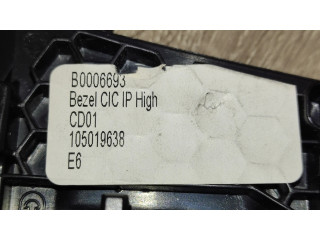 B0006693
Bezel CIC IP High
CD01
105019638
E6